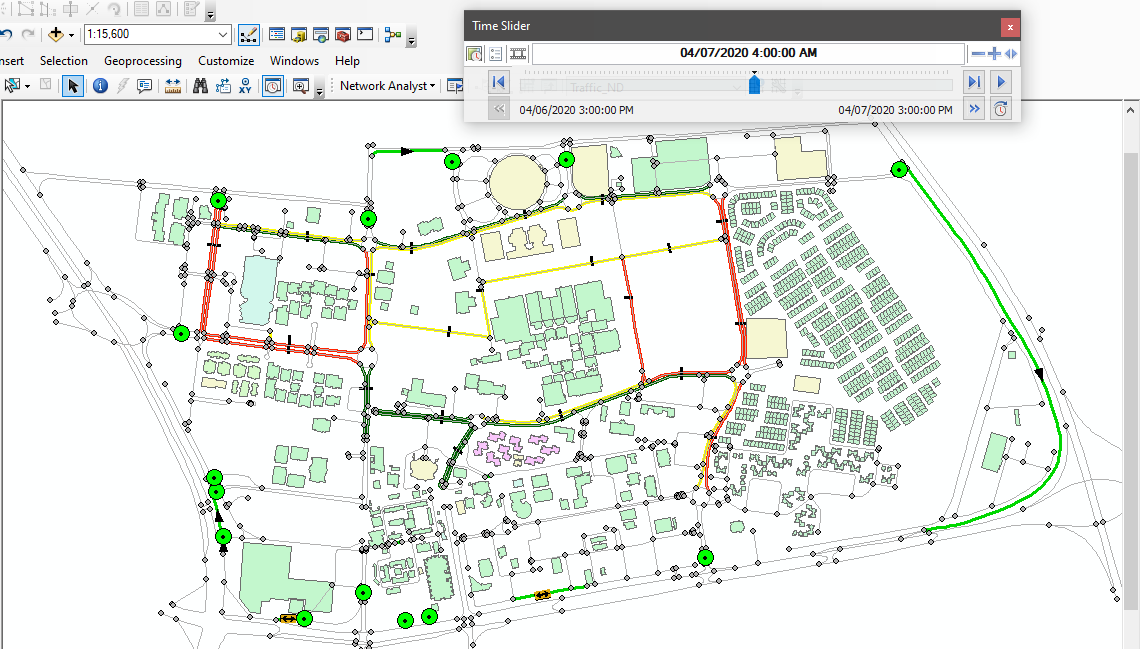 Time Slider
1:15,600
04/07/2020 4:00:00 AM
nsert Selection Geoprocessing Customize Windows Help
XY
Network Analyst
Traffic_ND
04/06/2020 3:00:00 PM
04/07/2020 3:00:00 PM